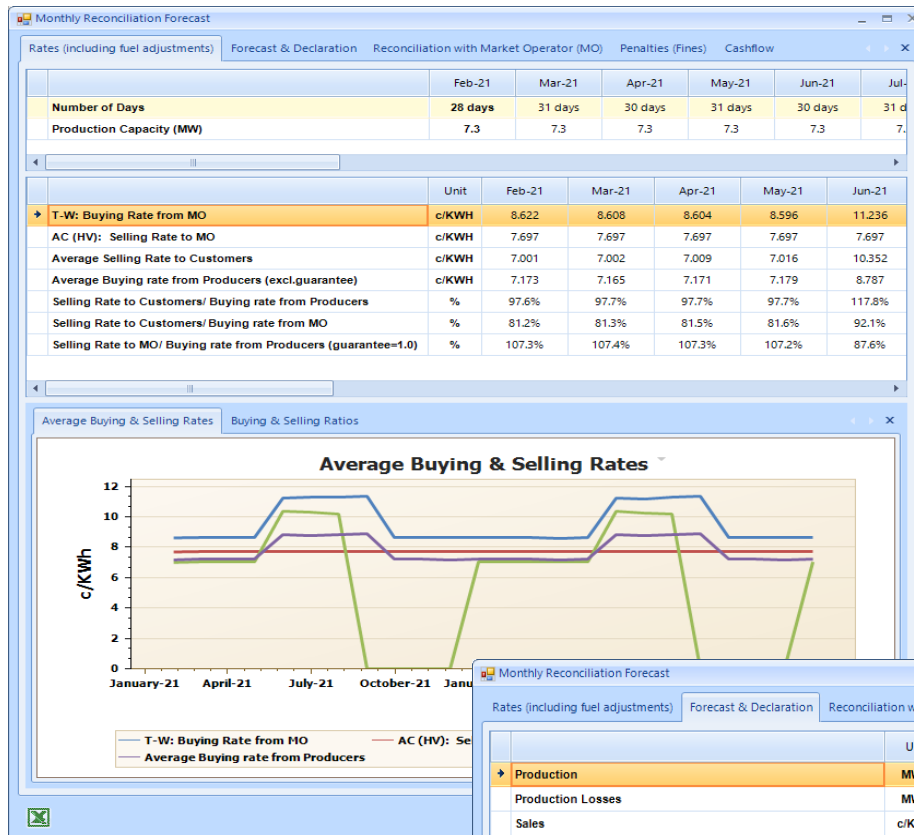 Monthly Reconciliation Forecast
Rates (including fuel adjustments) Forecast & Declaration Reconciliation with Market Operator (MO) Penalties (Fines) Cashflow
Feb-21 Mar-21 Apr-21 May-21 Jun-21 Jul-
Number of Days 28 days 31 days 30 days 31 days 30 days 31 d
Production Capacity (MW) 7.3 7.3 7.3 7.3 7.3 7.
Unit Feb-21 Mar-21 Apr-21 May-21 Jun-21
T-W: Buying Rate from MO c/KWH 8.622 8.608 8.604 8.596 11.236
AC (HV): Selling Rate to MO c/KWH 7.697 7.697 7.697 7.697 7.697
Average Selling Rate to Customers c/KWH 7.001 7.002 7.009 7.016 10.352
Average Buying rate from Producers (excl.guarantee) c/KWH 7.173 7.165 7.171 7.179 8.787
Selling Rate to Customers/ Buying rate from Producers % 97.6% 97.7% 97.7% 97.7% 117.8%
Selling Rate to Customers/ Buying rate from MO % 81.2% 81.3% 81.5% 81.6% 92.1%
Selling Rate to MO/ Buying rate from Producers (guarantee=1.0) % 107.3% 107.4% 107.3% 107.2% 87.6%
Average Buying & Selling Rates Buying & Selling Ratios
Average Buying & Selling Rates
c/KWh
12
10
8
6
4
2
0
January-21 April-21 July-21 October-21 Janu
T-W: Buying Rate from MO AC (HV): Se
Average Buying rate from Producers
Monthly Reconciliation Forecast
Rates (including fuel adjustments) Forecast & Declaration Reconciliation w
U
Production MW
Production Losses MW
Sales c/K